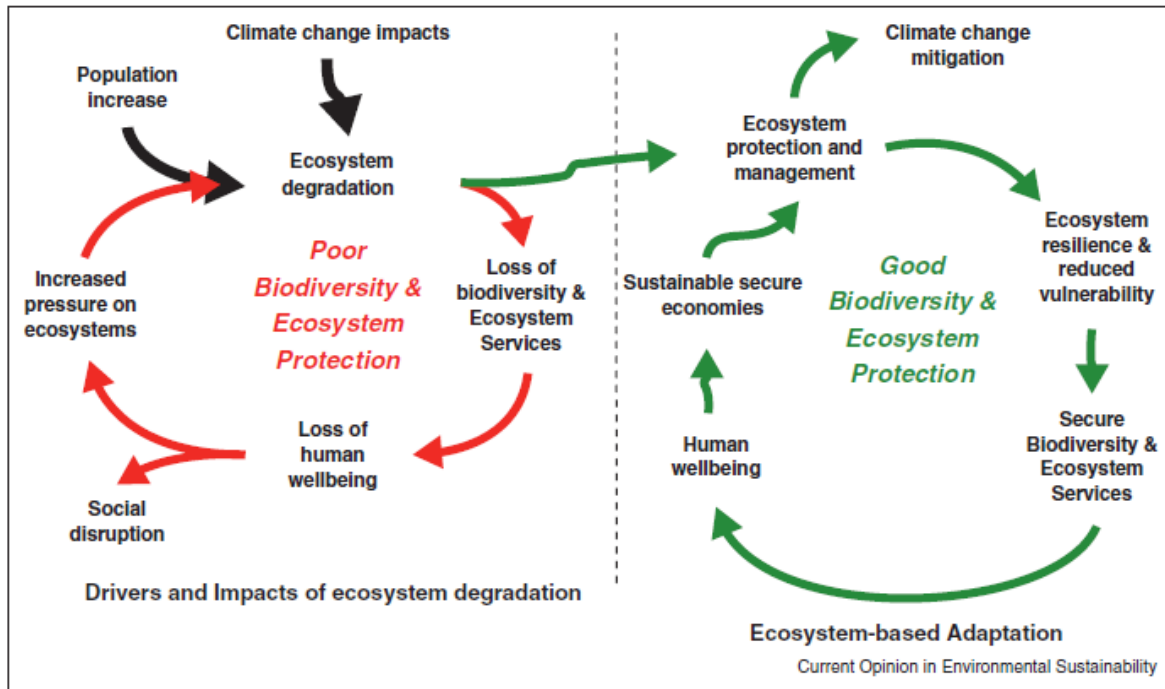 Climate change impacts
Population
increase
Ecosystem
degradation
Increased
pressure on
ecosystems
Poor
Biodiversity &
Ecosystem
Protection
Loss of
biodiversity &
Ecosystem
Services
Loss of
human
wellbeing
Social
disruption
Drivers and Impacts of ecosystem degradation
Climate change
mitigation
Ecosystem
protection and
management
Ecosystem
resilience &
reduced
vulnerability
Sustainable secure
economies
Good
Biodiversity &
Ecosystem
Protection
Human
wellbeing
Secure
Biodiversity &
Ecosystem
Services
Ecosystem-based Adaptation
Current Opinion in Environmental Sustainability